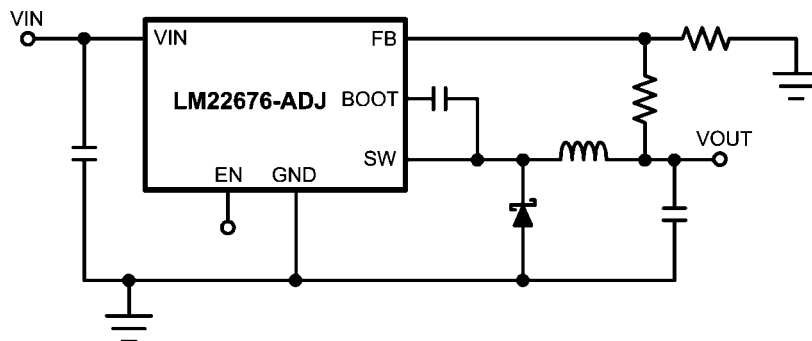 VIN
VIN
FB
LM22676-ADJ
BOOT
VOUT
SW
EN
GND